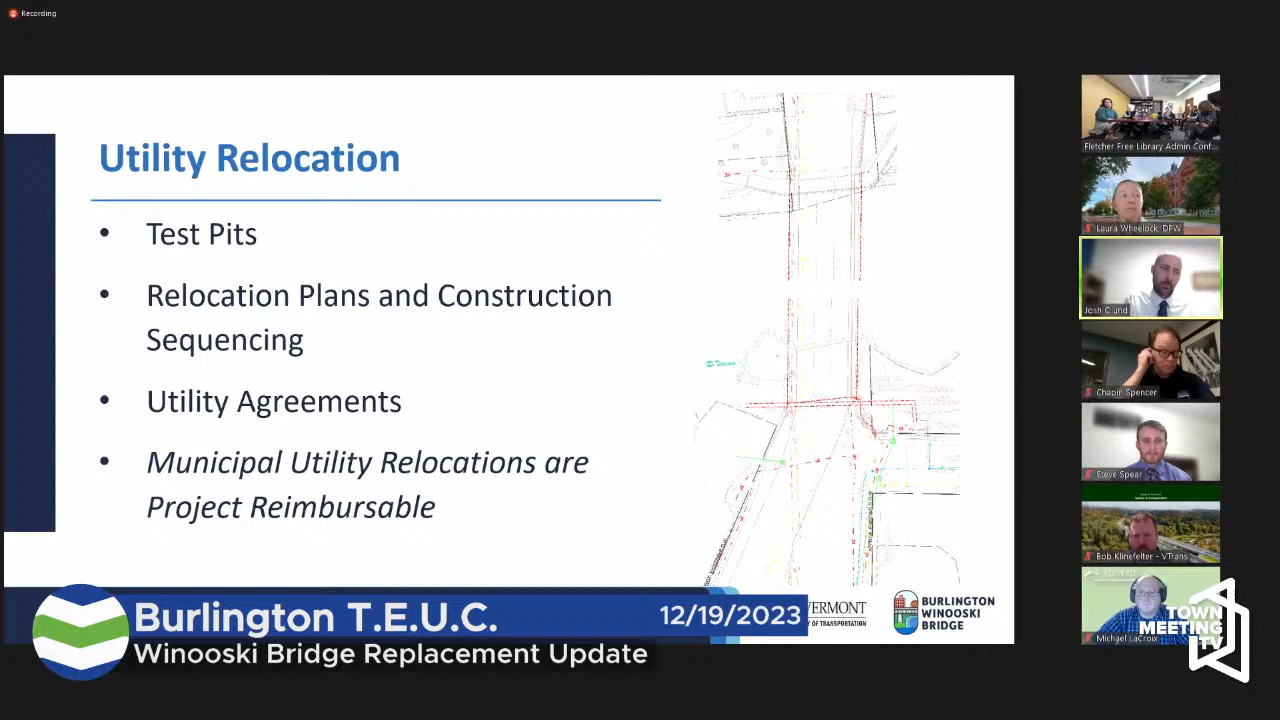 Recording
Utility Relocation
• Test Pits
• Relocation Plans and Construction
Sequencing
• Utility Agreements
• Municipal Utility Relocations are
Project Reimbursable
Burlington T.E.U.C.
12/19/2023
Winooski Bridge Replacement Update
VERMONT
OF TRANSPORTATION
BURLINGTON
WINOOSKI
BRIDGE
Fletcher Free Library Admin Conf...
Laura Wheelock, DPW
Josh Olund
Chapin Spencer
Steve Spear
Bob Klinefelter - VTrans
Michael LaCroix
TOWN
MEETING
TV